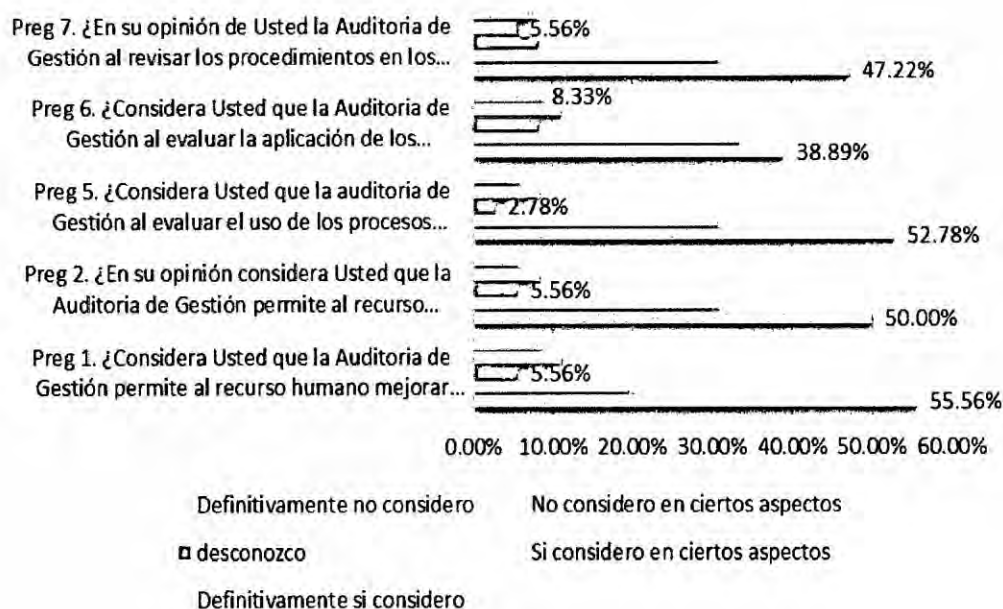 Preg 7. ¿En su opinión de Usted la Auditoria de
Gestión al revisar los procedimientos en los...
5.56%
47.22%
Preg 6. ¿Considera Usted que la Auditoria de
Gestión al evaluar la aplicación de los...
8.33%
38.89%
Preg 5. ¿Considera Usted que la auditoria de
Gestión al evaluar el uso de los procesos...
2.78%
52.78%
Preg 2. ¿En su opinión considera Usted que la
Auditoria de Gestión permite al recurso...
5.56%
50.00%
Preg 1. ¿Considera Usted que la Auditoria de
Gestión permite al recurso humano mejorar...
5.56%
55.56%
0.00% 10.00% 20.00% 30.00% 40.00% 50.00% 60.00%
Definitivamente no considero No considero en ciertos aspectos
desconozco Si considero en ciertos aspectos
Definitivamente si considero